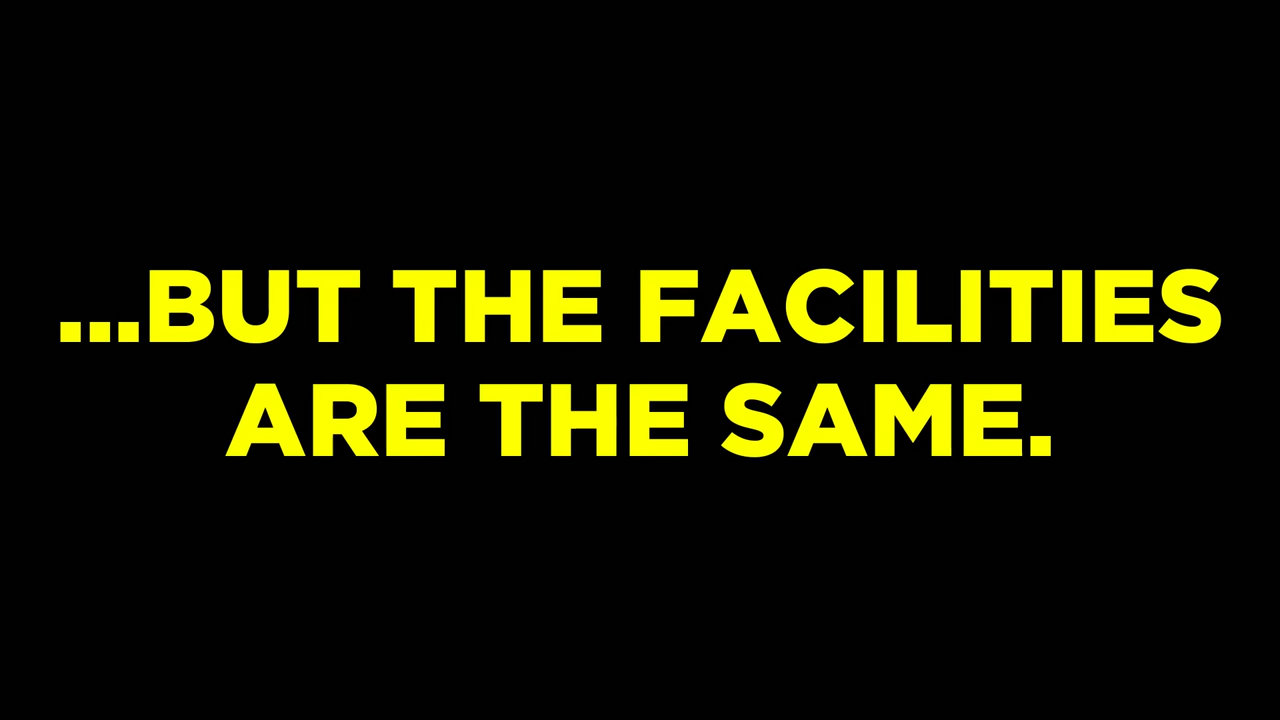 ...BUT THE FACILITIES
ARE THE SAME.